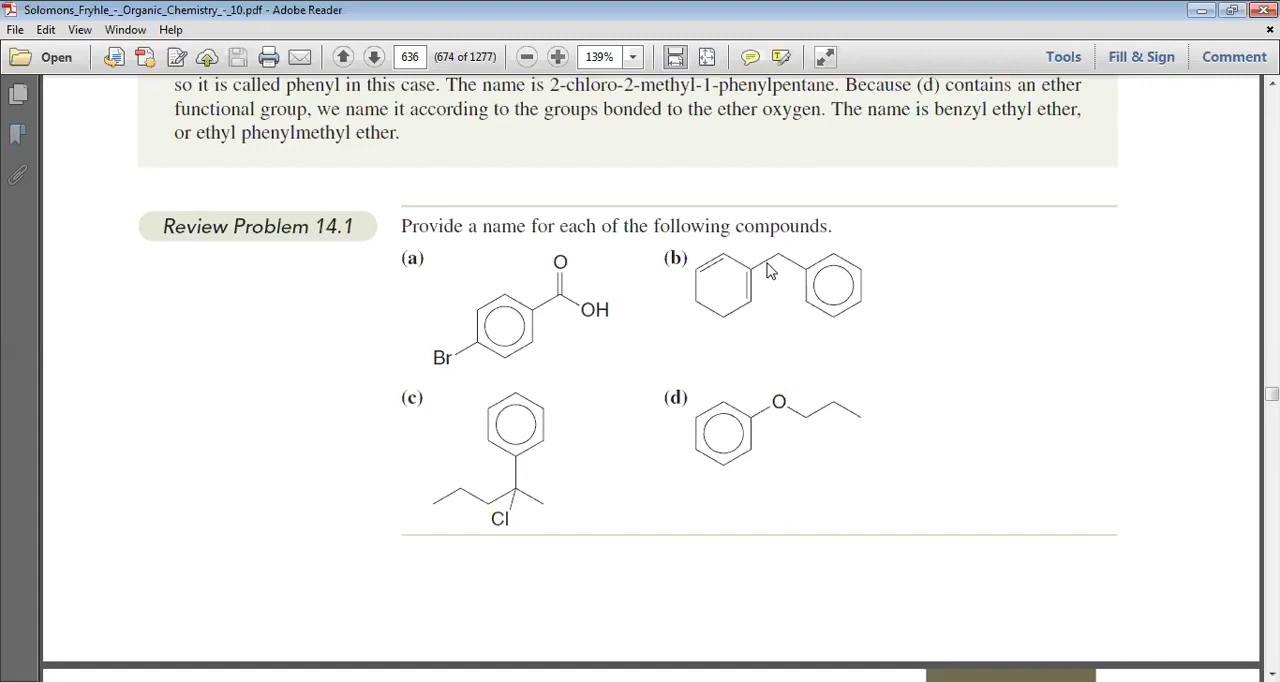 Solomons_Fryhle_-_Organic_Chemistry_-_10.pdf - Adobe Reader
File Edit View Window Help
Open 636 (674 of 1277) 139% Tools Fill & Sign Comment
so it is called phenyl in this case. The name is 2-chloro-2-methyl-1-phenylpentane. Because (d) contains an ether
functional group, we name it according to the groups bonded to the ether oxygen. The name is benzyl ethyl ether,
or ethyl phenylmethyl ether.
Review Problem 14.1 Provide a name for each of the following compounds.
(a) O OH Br
(b)
(c) Cl
(d) O